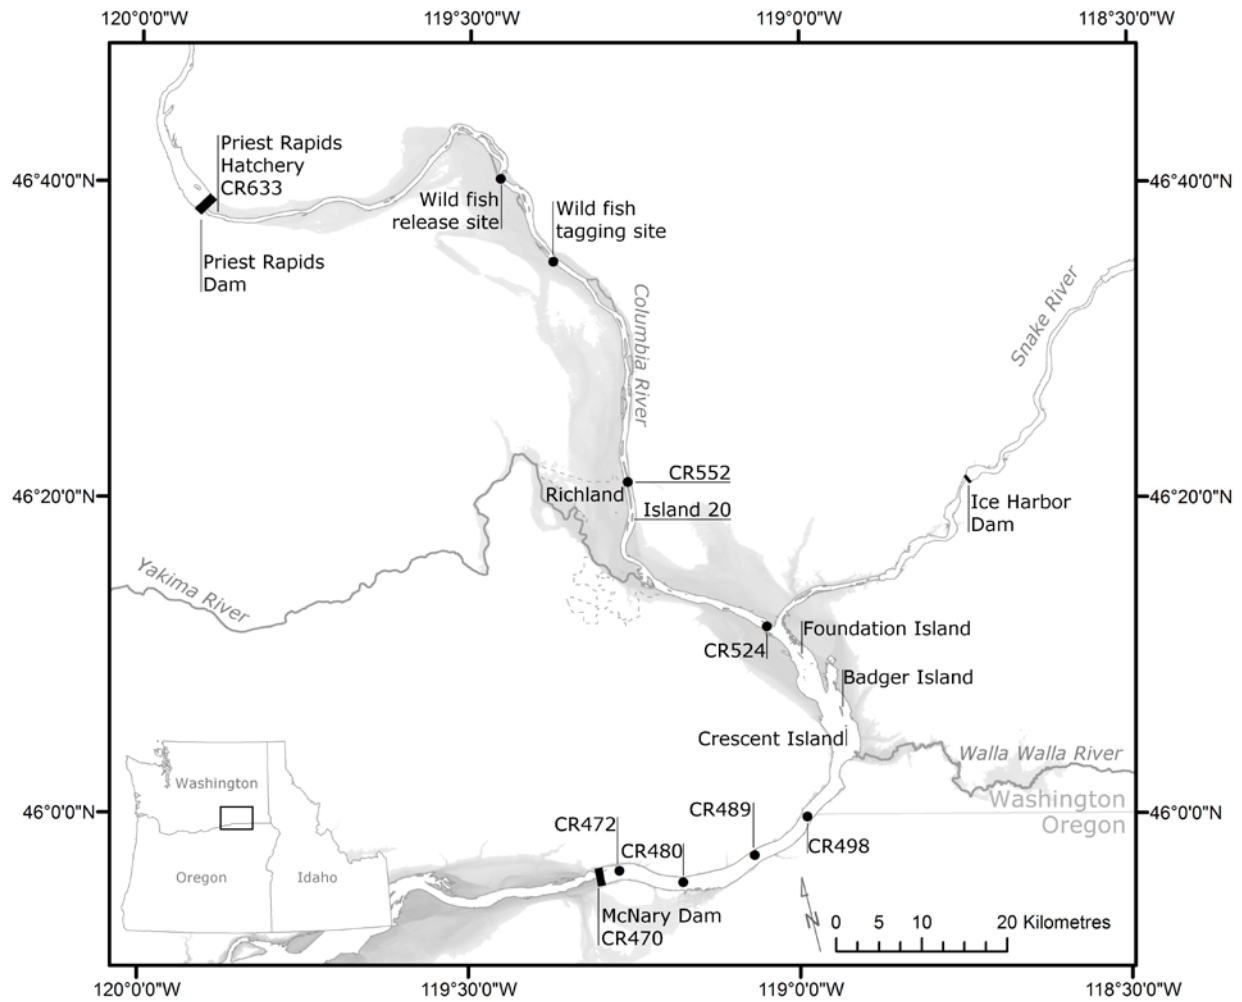 120°0'0"W
119°30'0"W
119°0'0"W
118°30'0"W
46°40'0"N
46°40'0"N
Priest Rapids
Hatchery
CR633
Priest Rapids
Dam
Wild fish
release site
Wild fish
tagging site
Columbia River
Snake River
46°20'0"N
46°20'0"N
CR552
Richland
Island 20
Ice Harbor
Dam
Yakima River
CR524
Foundation Island
Badger Island
Crescent Island
Walla Walla River
Washington
Oregon
46°0'0"N
46°0'0"N
CR489
CR472
CR480
CR498
McNary Dam
CR470
Washington
Oregon
Idaho
N
0 5 10 20 Kilometres
120°0'0"W
119°30'0"W
119°0'0"W
118°30'0"W